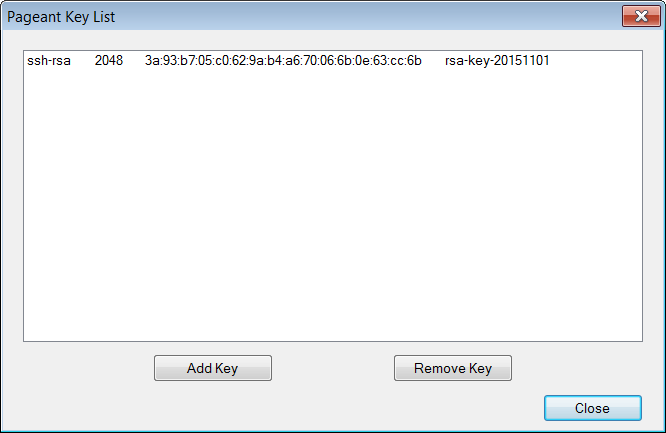 Pageant Key List
ssh-rsa 2048 3a:93:b7:05:c0:62:9a:b4:a6:70:06:6b:0e:63:cc:6b rsa-key-20151101
Add Key Remove Key
Close